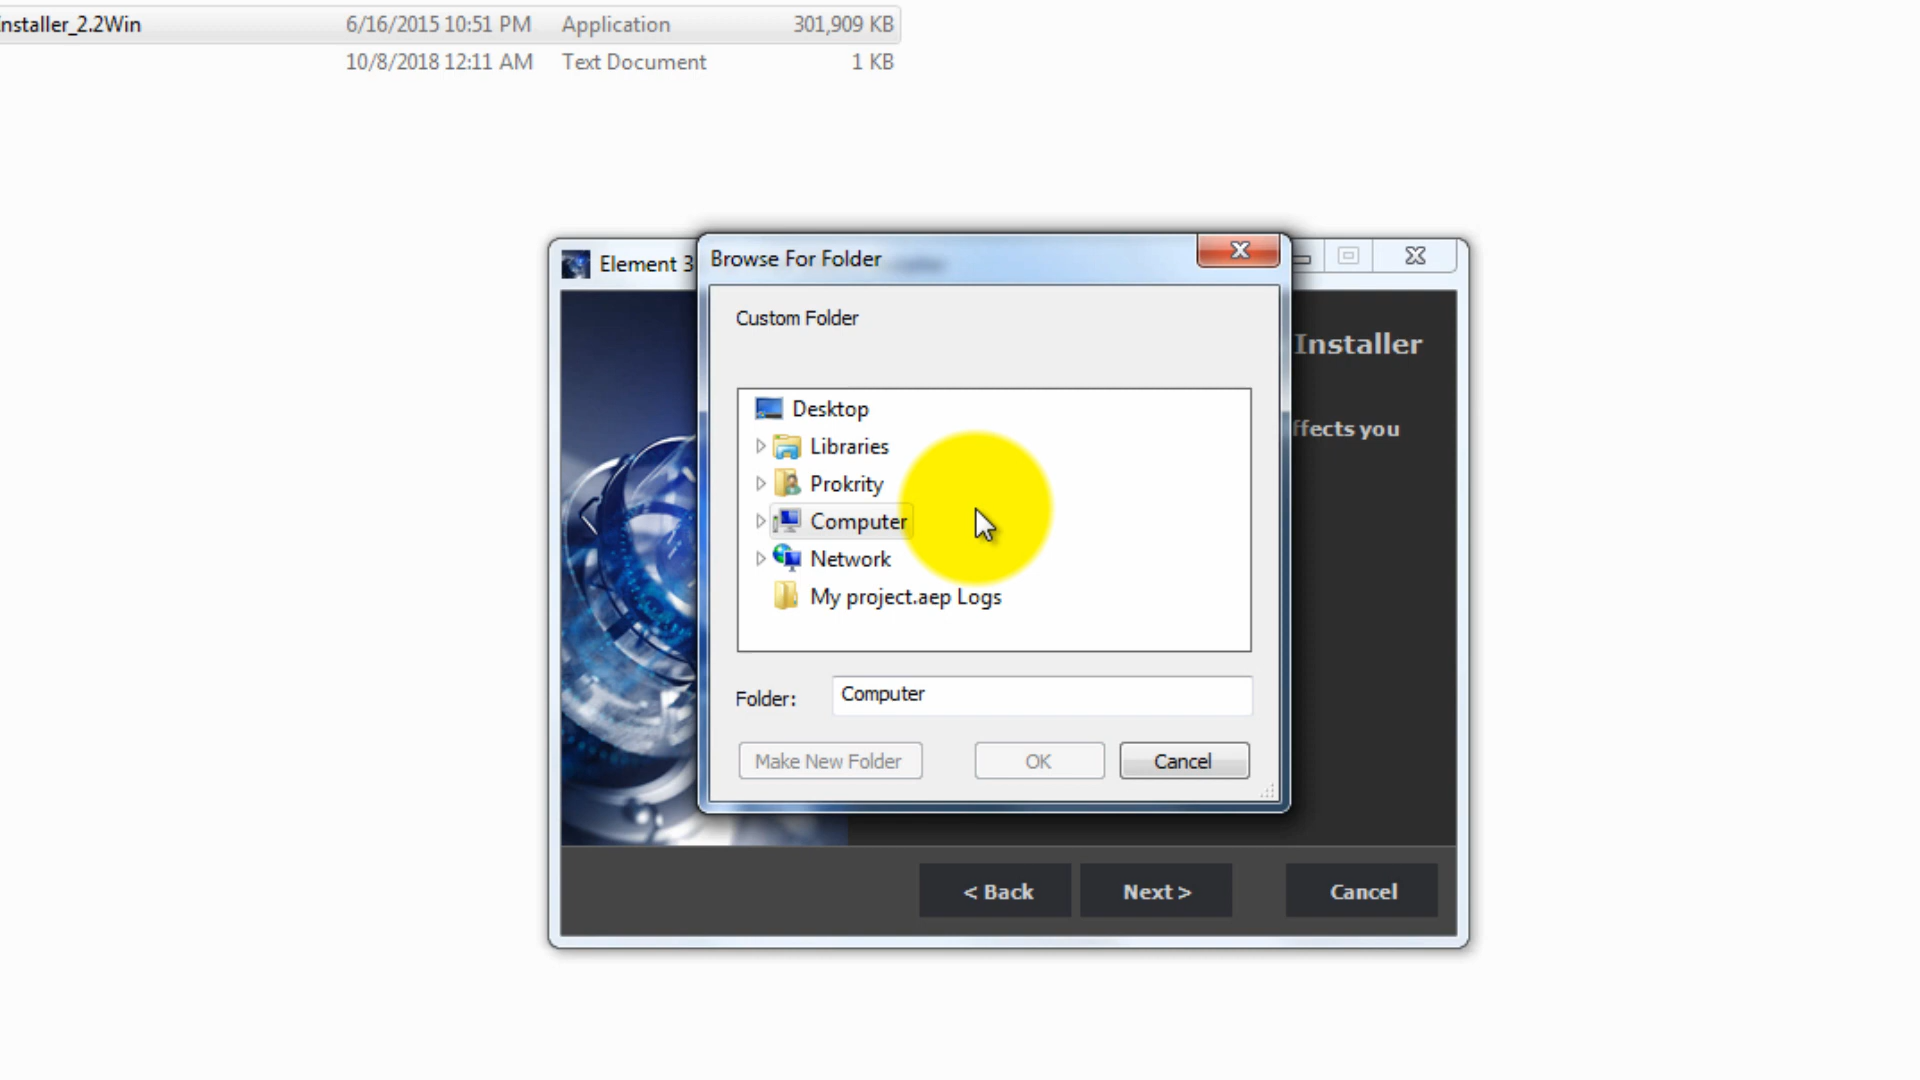 nstaller_2.2Win 6/16/2015 10:51 PM Application 301,909 KB
10/8/2018 12:11 AM Text Document 1 KB
Element 3
Browse For Folder
Custom Folder
Installer
ffects you
Desktop
Libraries
Prokrity
Computer
Network
My project.aep Logs
Folder: Computer
Make New Folder OK Cancel
< Back Next > Cancel